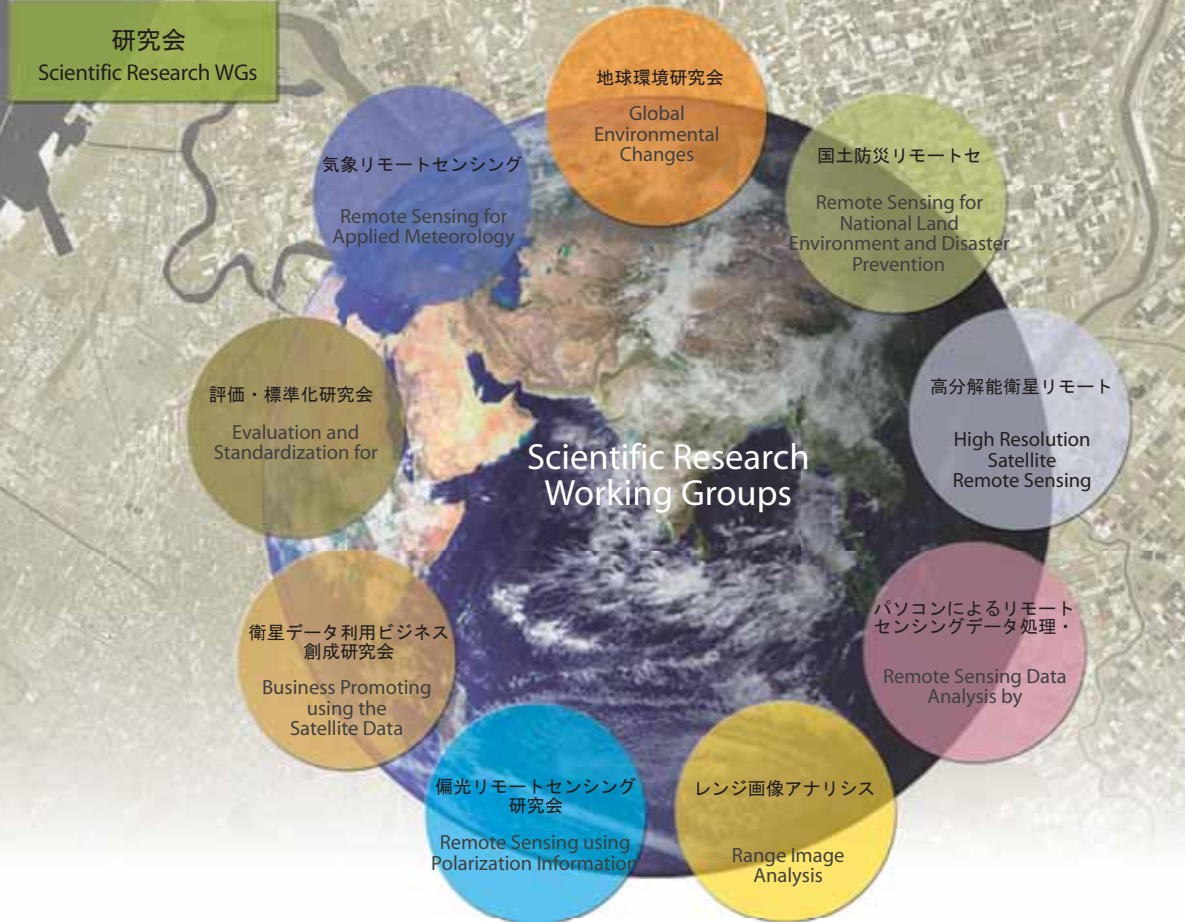 研究会
Scientific Research WGs
地球環境研究会
Global
Environmental
Changes
気象リモートセンシング
Remote Sensing for
Applied Meteorology
国土防災リモートセ
Remote Sensing for
National Land
Environment and Disaster
Prevention
評価・標準化研究会
Evaluation and
Standardization for
高分解能衛星リモート
High Resolution
Satellite
Remote Sensing
Scientific Research
Working Groups
衛星データ利用ビジネス
創成研究会
Business Promoting
using the
Satellite Data
パソコンによるリモート
センシングデータ処理・
Remote Sensing Data
Analysis by
偏光リモートセンシング
研究会
Remote Sensing using
Polarization Information
レンジ画像アナリシス
Range Image
Analysis